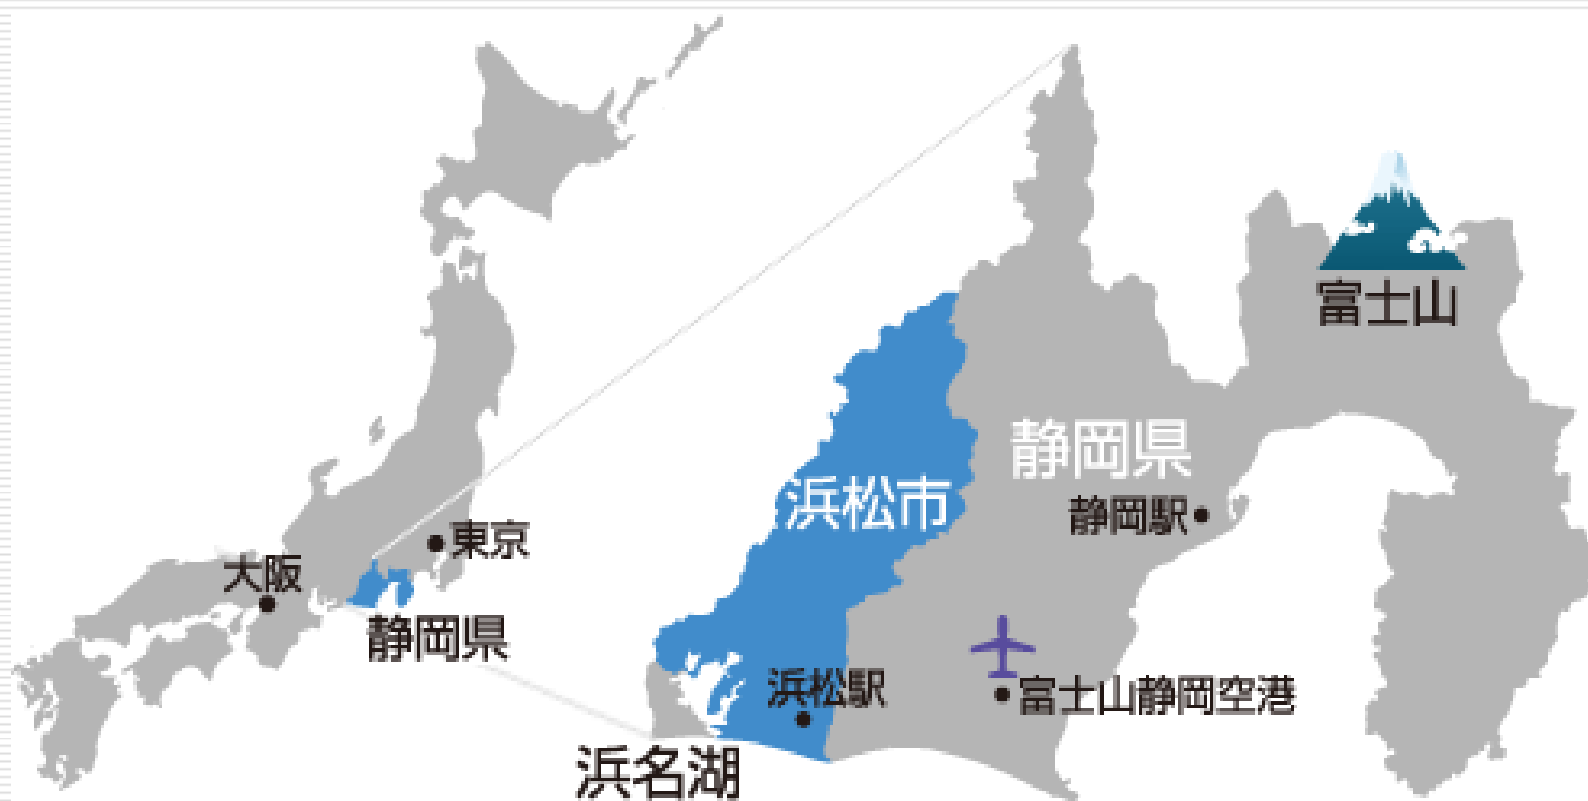 東京
大阪
静岡県
富士山
静岡県
浜松市
静岡駅
浜松駅
富士山静岡空港
浜名湖